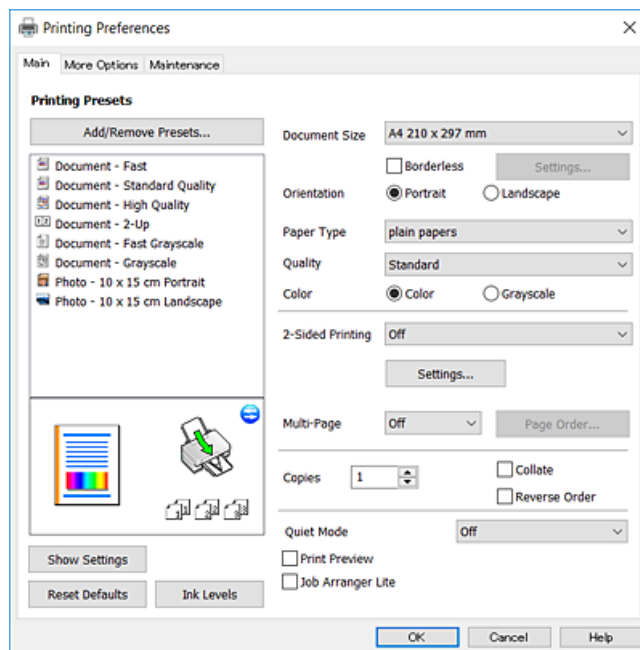 Printing Preferences
Main
More Options
Maintenance
Printing Presets
Add/Remove Presets...
Document - Fast
Document - Standard Quality
Document - High Quality
Document - 2-Up
Document - Fast Grayscale
Document - Grayscale
Photo - 10 x 15 cm Portrait
Photo - 10 x 15 cm Landscape
Show Settings
Reset Defaults
Ink Levels
Document Size
A4 210 x 297 mm
Borderless
Settings...
Orientation
Portrait
Landscape
Paper Type
plain papers
Quality
Standard
Color
Color
Grayscale
2-Sided Printing
Off
Settings...
Multi-Page
Off
Page Order...
Copies
1
Collate
Reverse Order
Quiet Mode
Off
Print Preview
Job Arranger Lite
OK
Cancel
Help